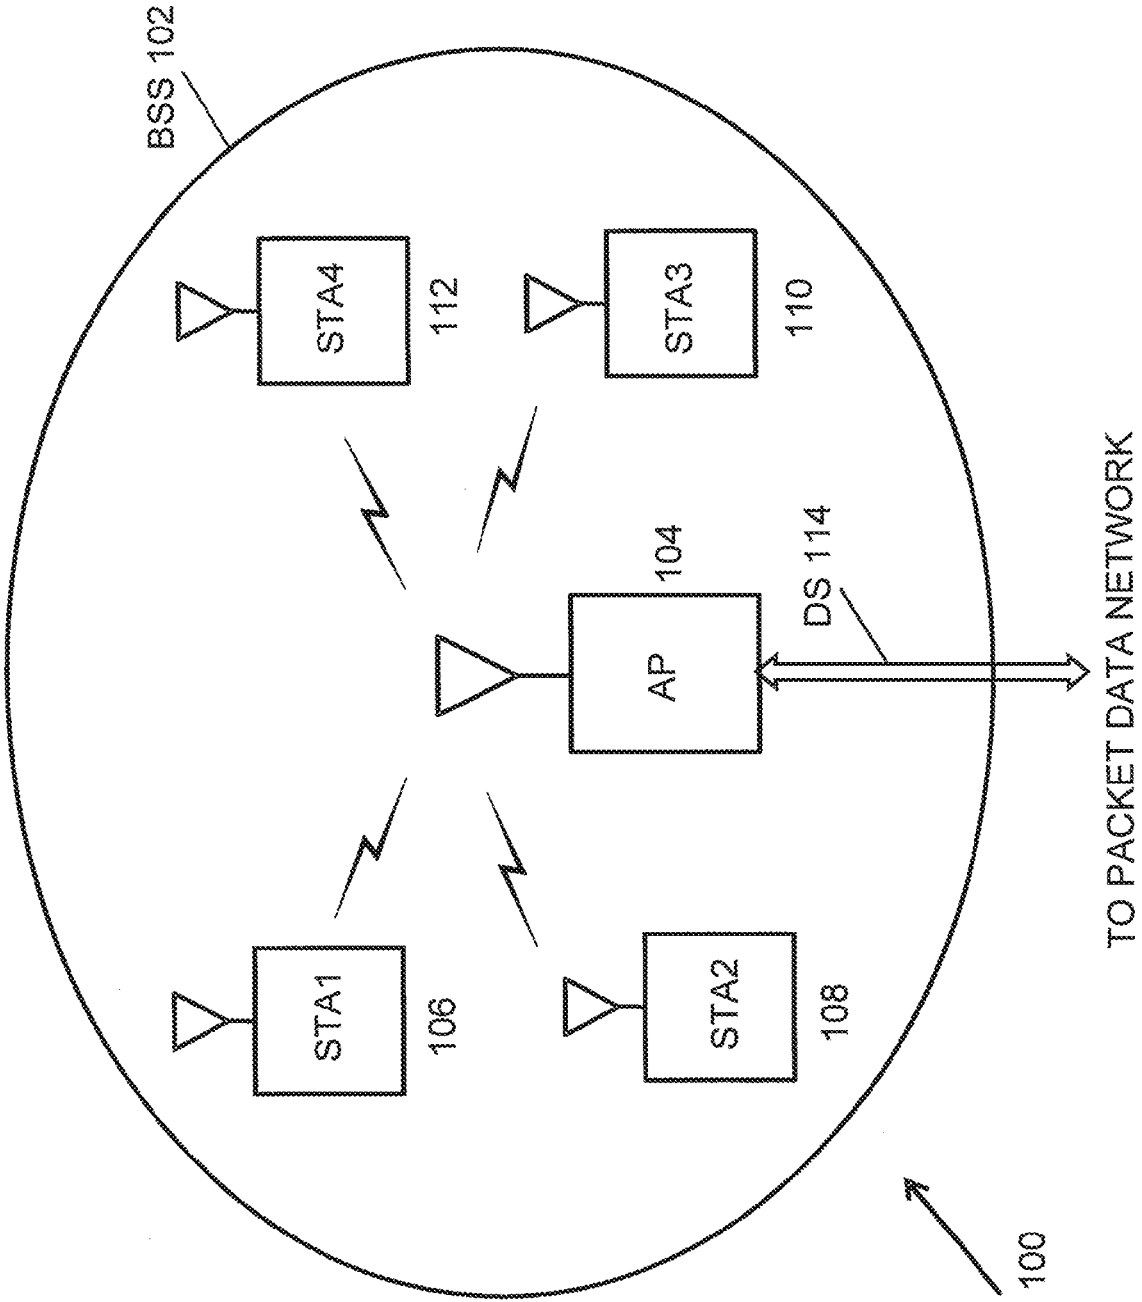 BSS 102
STA1
106
STA4
112
STA2
108
STA3
110
AP
104
DS 114
TO PACKET DATA NETWORK
100